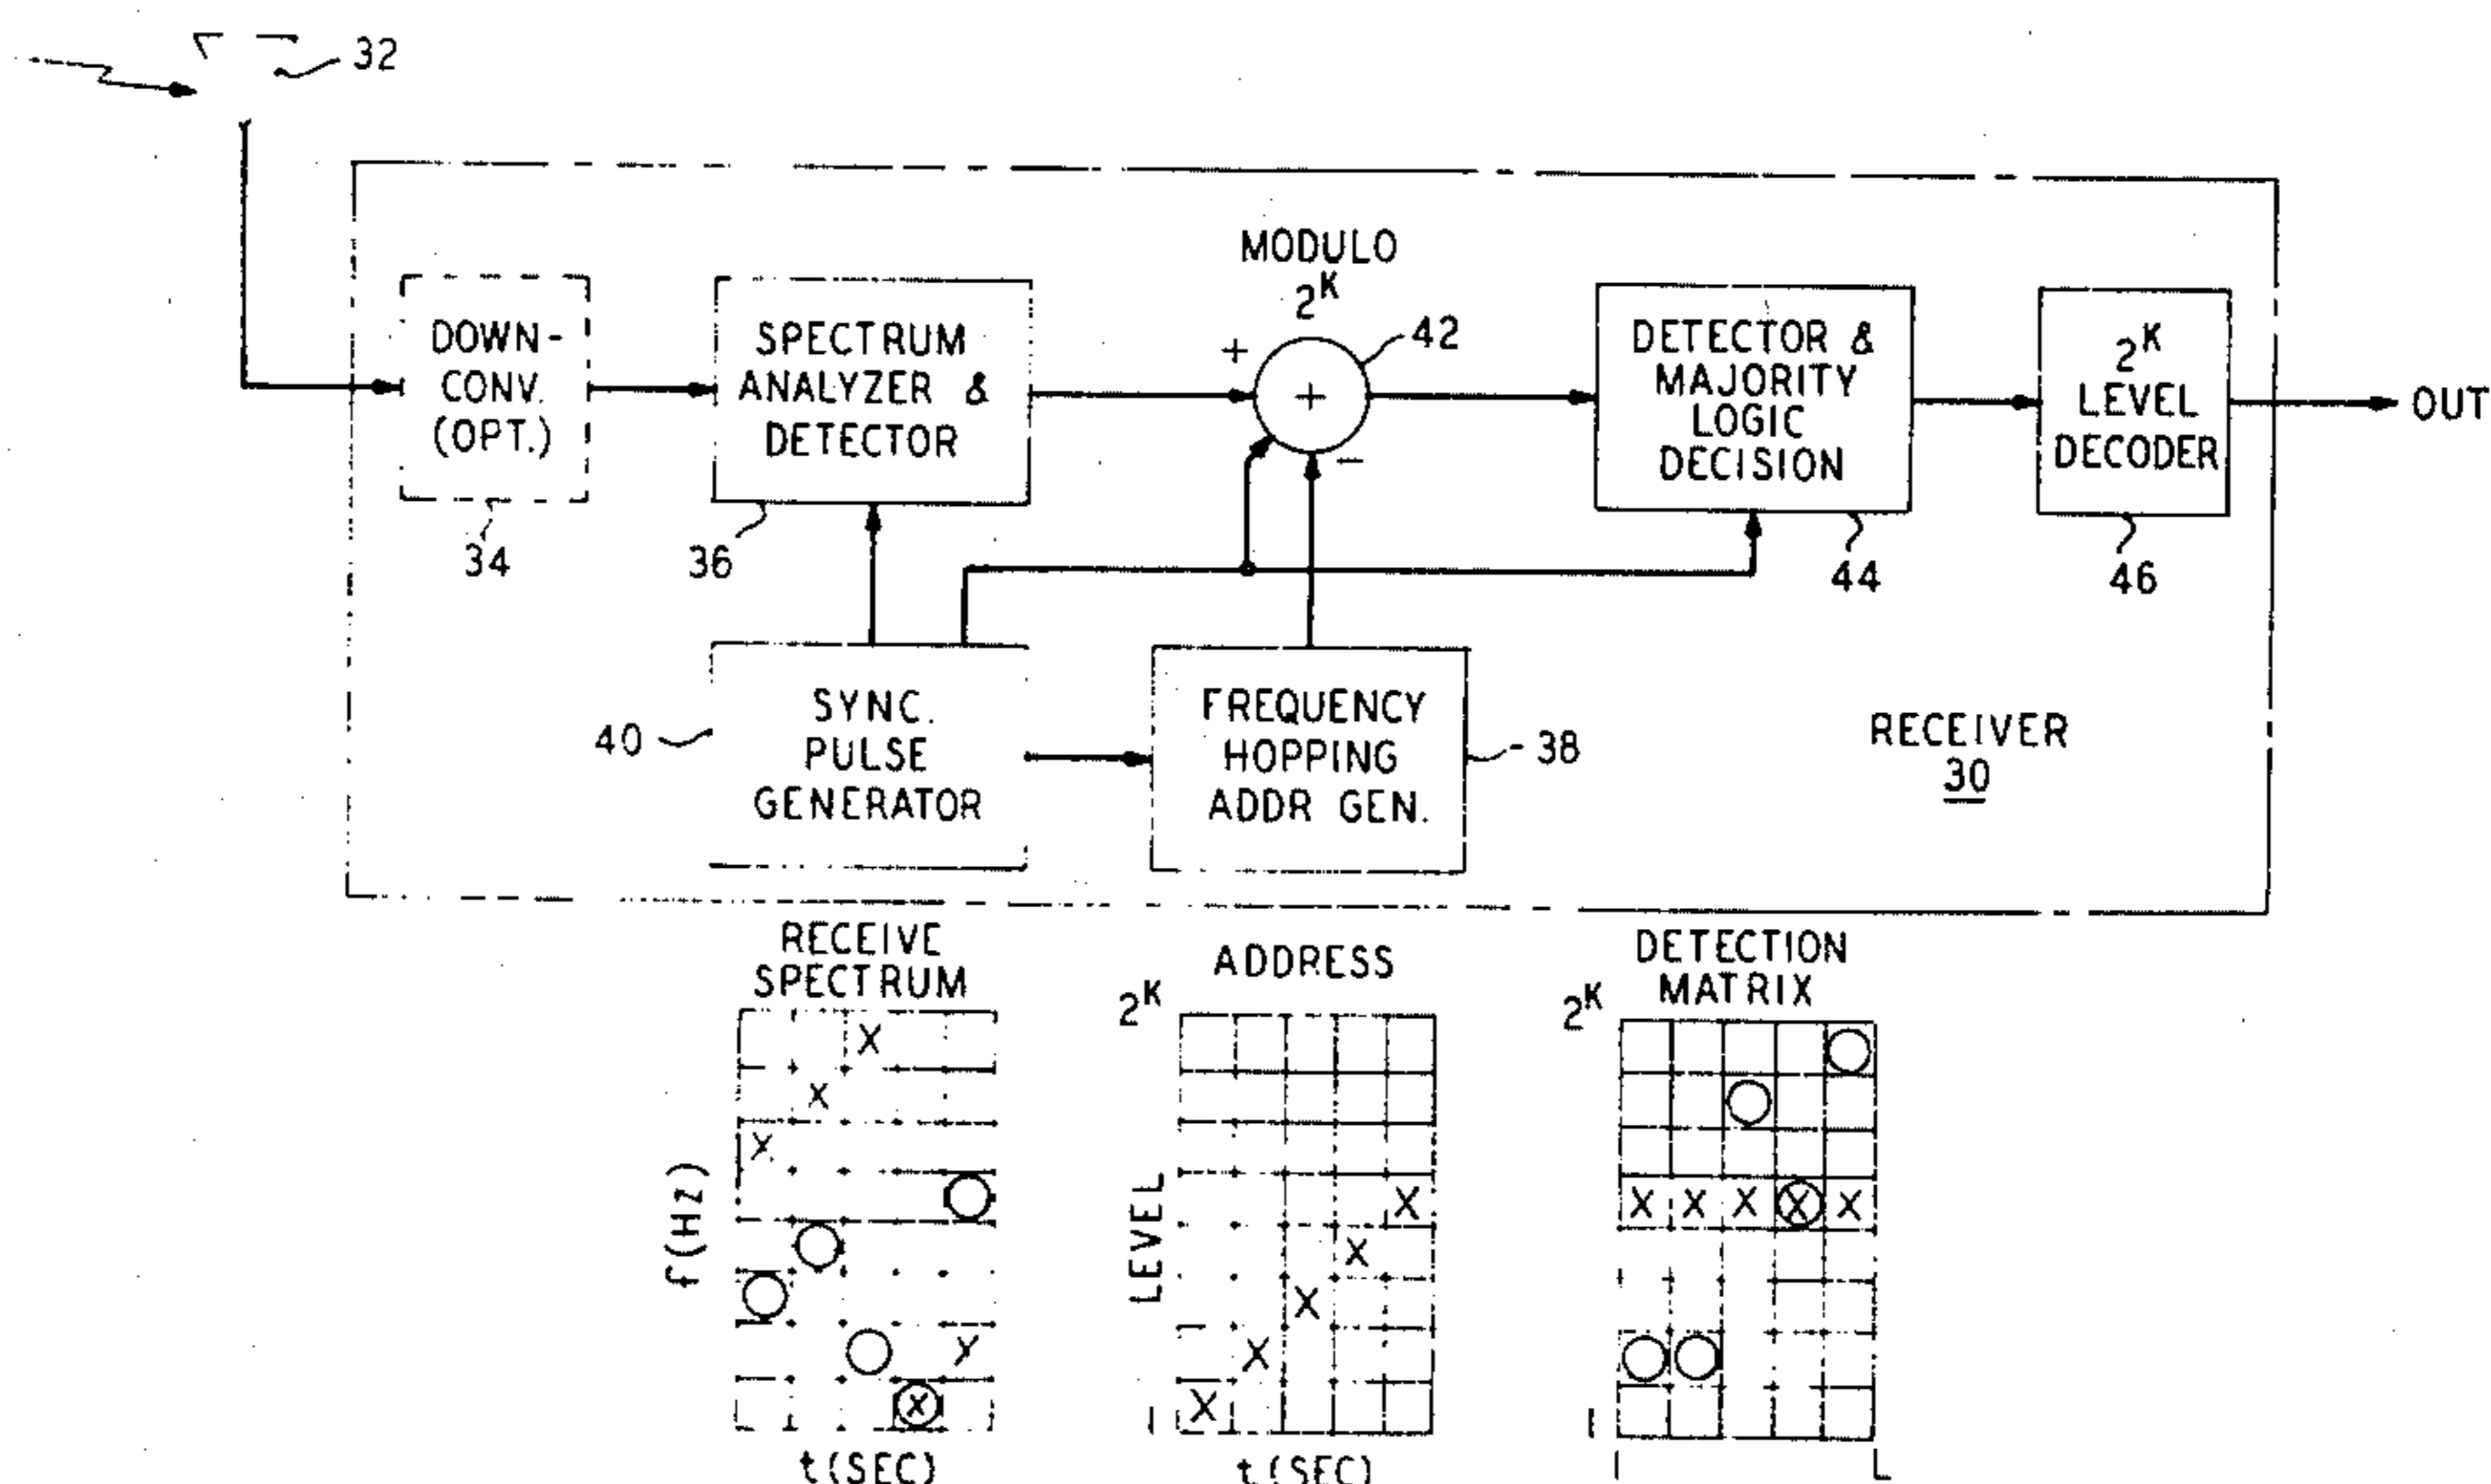 32
MODULO
2^K
42
DOWN-
CONV.
(OPT.)
34
SPECTRUM
ANALYZER &
DETECTOR
36
+
+
−
DETECTOR &
MAJORITY
LOGIC
DECISION
44
2^K
LEVEL
DECODER
46
OUT
40
SYNC.
PULSE
GENERATOR
FREQUENCY
HOPPING
ADDR GEN.
38
RECEIVER
30
RECEIVE
SPECTRUM
f(HZ)
X
X
X
X
X
t(SEC)
ADDRESS
2^K
LEVEL
X
X
X
X
X
1
t(SEC)
DETECTION
MATRIX
2^K
X X X X X
1
1
L